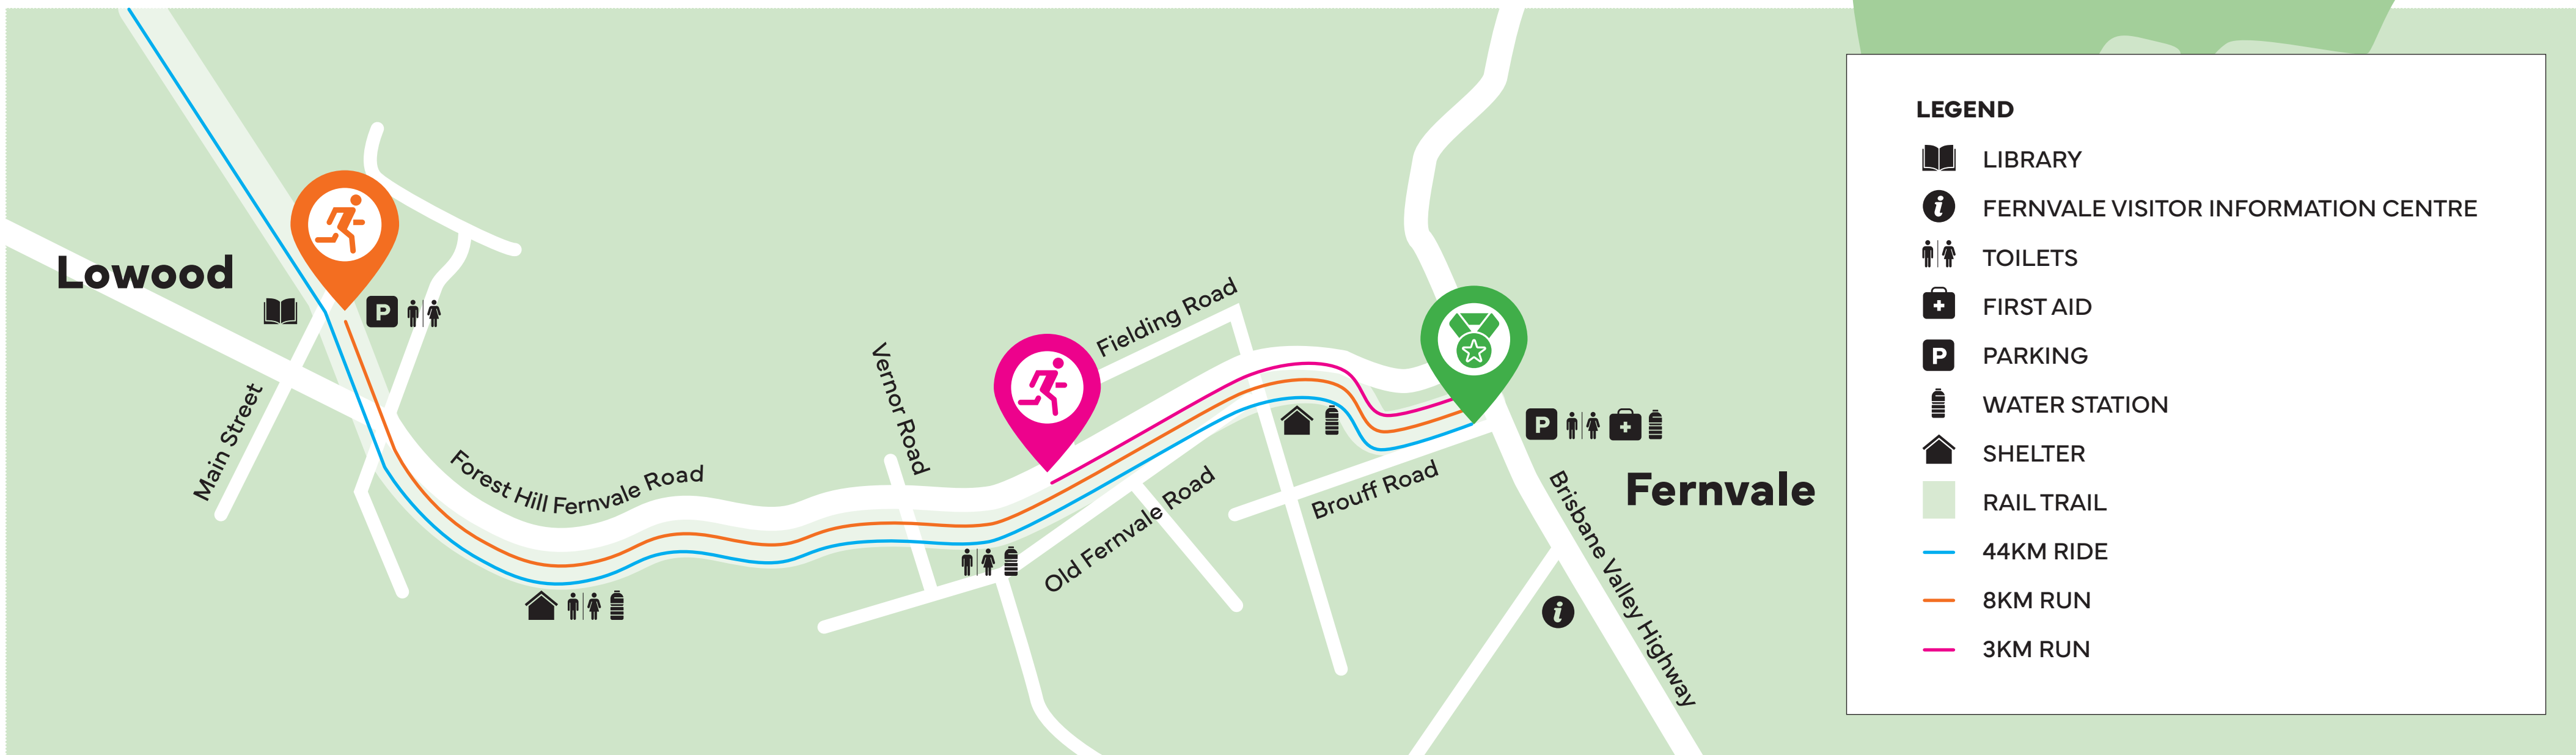 Lowood
P
Main Street
Forest Hill Fernvale Road
Vernor Road
Fielding Road
Old Fernvale Road
Brouff Road
P
Fernvale
Brisbane Valley Highway
i
LEGEND
LIBRARY
i FERNVALE VISITOR INFORMATION CENTRE
TOILETS
FIRST AID
P PARKING
WATER STATION
SHELTER
RAIL TRAIL
44KM RIDE
8KM RUN
3KM RUN